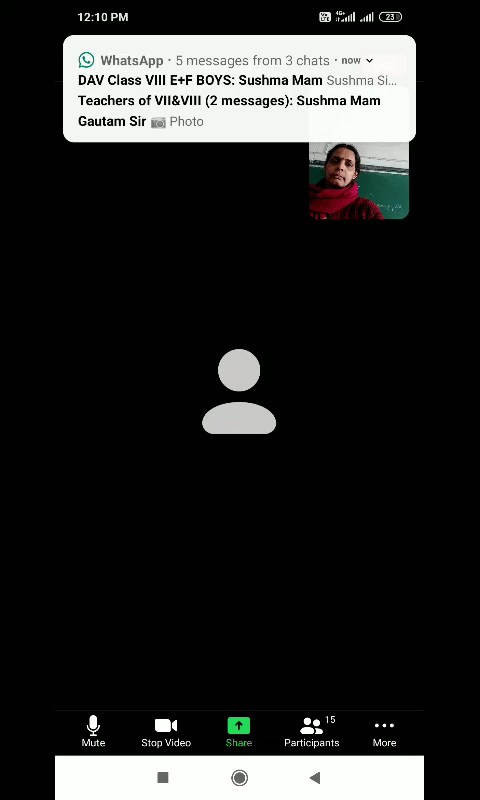 12:10 PM 4G+ 23
WhatsApp • 5 messages from 3 chats • now
DAV Class VIII E+F BOYS: Sushma Mam Sushma Si...
Teachers of VII&VIII (2 messages): Sushma Mam
Gautam Sir 📷 Photo
15
Mute Stop Video Share Participants More